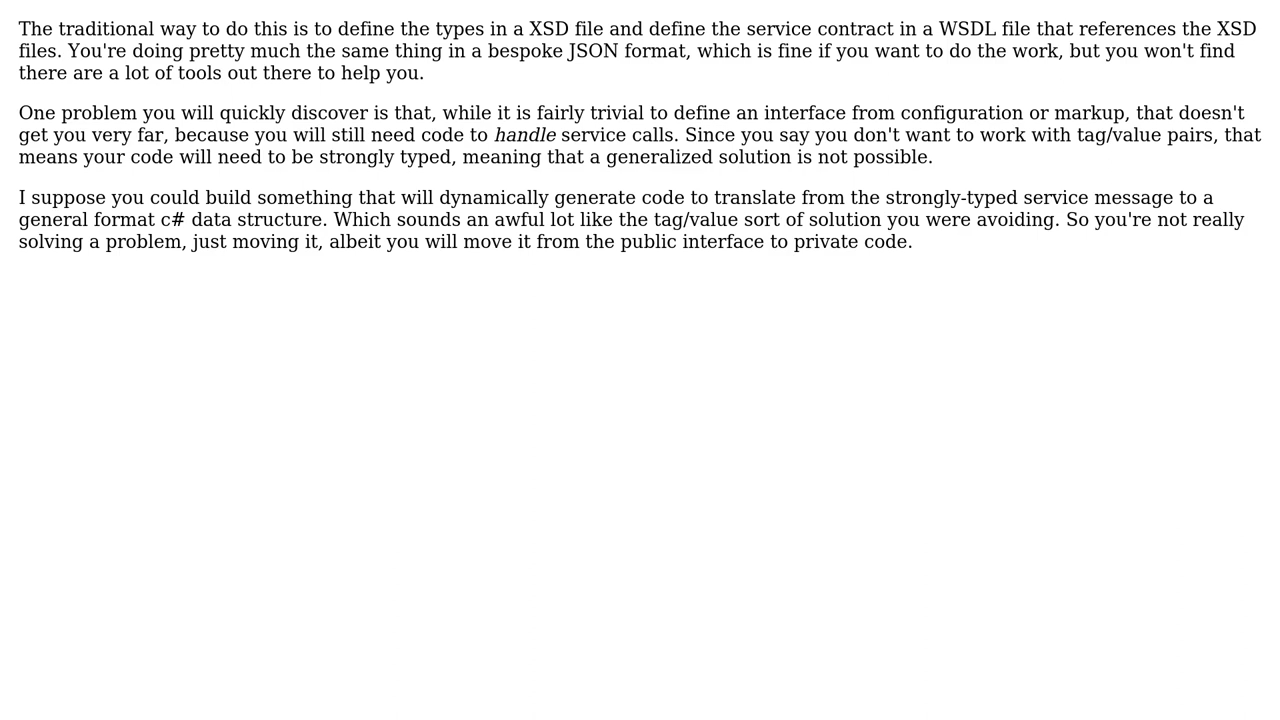 The traditional way to do this is to define the types in a XSD file and define the service contract in a WSDL file that references the XSD
files. You're doing pretty much the same thing in a bespoke JSON format, which is fine if you want to do the work, but you won't find
there are a lot of tools out there to help you.
One problem you will quickly discover is that, while it is fairly trivial to define an interface from configuration or markup, that doesn't
get you very far, because you will still need code to handle service calls. Since you say you don't want to work with tag/value pairs, that
means your code will need to be strongly typed, meaning that a generalized solution is not possible.
I suppose you could build something that will dynamically generate code to translate from the strongly-typed service message to a
general format c# data structure. Which sounds an awful lot like the tag/value sort of solution you were avoiding. So you're not really
solving a problem, just moving it, albeit you will move it from the public interface to private code.